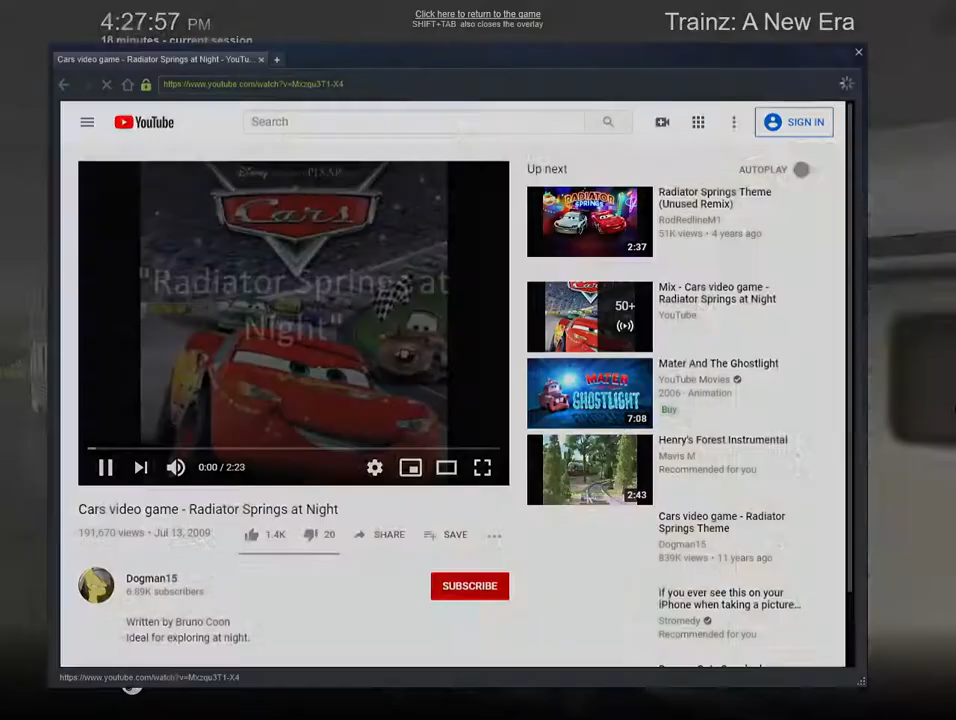 4:27:57 PM
18 minutes - current session
Click here to return to the game
SHIFT+TAB also closes the overlay
Trainz: A New Era
Cars video game - Radiator Springs at Night - YouTu...
https://www.youtube.com/watch?v=Mxzqu3T1-X4
YouTube
Search
SIGN IN
Disney PIXAR
Cars
"Radiator Springs at
Night"
0:00 / 2:23
Cars video game - Radiator Springs at Night
191,670 views • Jul 13, 2009
1.4K
20
SHARE
SAVE
Dogman15
6.89K subscribers
SUBSCRIBE
Written by Bruno Coon
Ideal for exploring at night.
Up next
AUTOPLAY
RADIATOR
SPRINGS
2:37
Radiator Springs Theme
(Unused Remix)
RodRedlineM1
51K views • 4 years ago
50+
Mix - Cars video game -
Radiator Springs at Night
YouTube
MATER
GHOSTLIGHT
7:08
Mater And The Ghostlight
YouTube Movies
2006 • Animation
Buy
2:43
Henry's Forest Instrumental
Mavis M
Recommended for you
Cars video game - Radiator
Springs Theme
Dogman15
839K views • 11 years ago
If you ever see this on your
iPhone when taking a picture...
Stromedy
Recommended for you
https://www.youtube.com/watch?v=Mxzqu3T1-X4